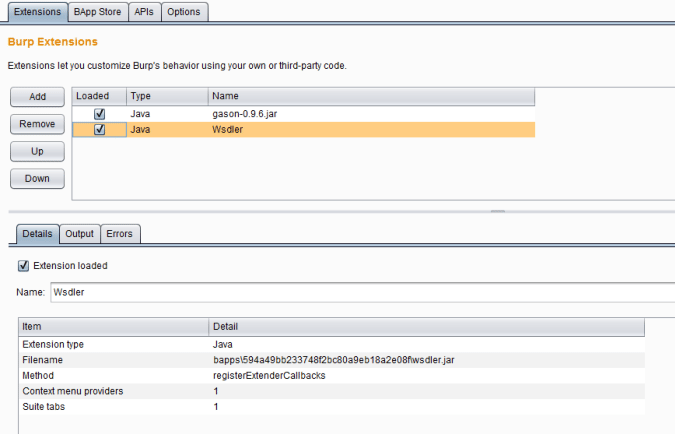 Extensions BApp Store APIs Options
Burp Extensions
Extensions let you customize Burp's behavior using your own or third-party code.
Add Loaded Type Name
Java gason-0.9.6.jar
Remove Java Wsdler
Up
Down
Details Output Errors
Extension loaded
Name: Wsdler
Item Detail
Extension type Java
Filename bapps\594a49bb233748f2bc80a9eb18a2e08f\wsdler.jar
Method registerExtenderCallbacks
Context menu providers 1
Suite tabs 1